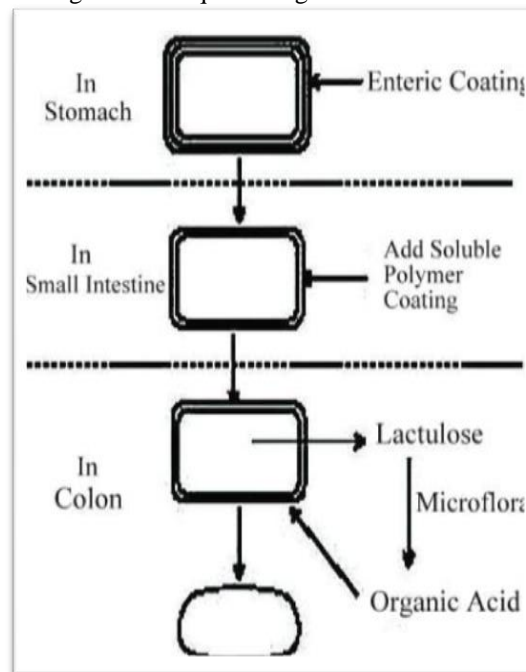 In
Stomach
Enteric Coating
In
Small Intestine
Add Soluble
Polymer
Coating
In
Colon
Lactulose
Microflora
Organic Acid